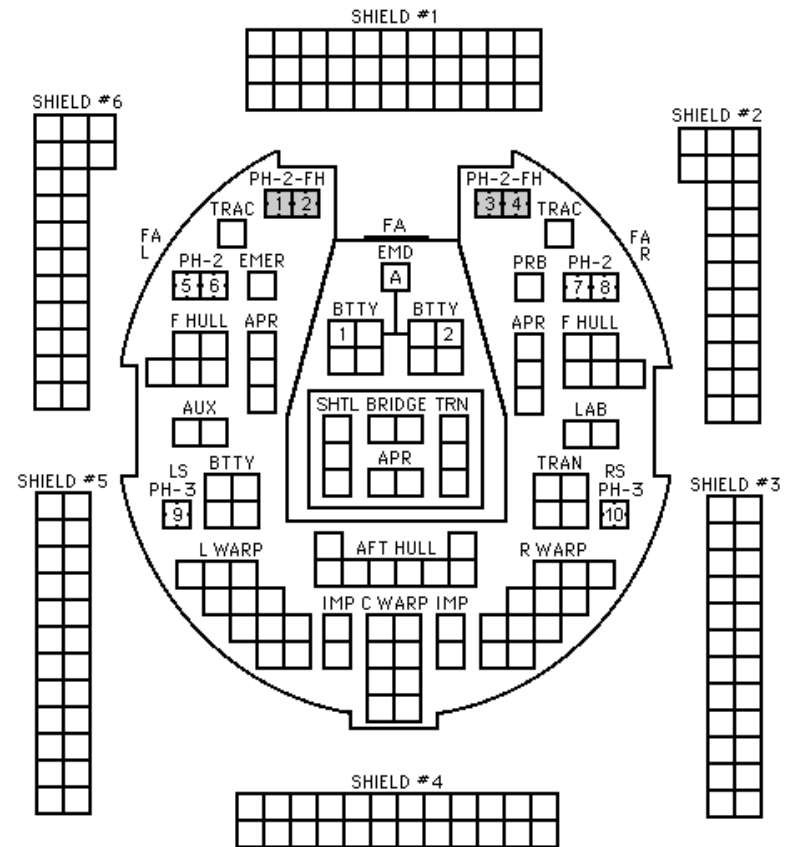 SHIELD #1
SHIELD #6
SHIELD #2
PH-2-FH
PH-2-FH
1 2
3 4
TRAC
TRAC
FA
FA
L
FA
R
EMD
A
PH-2
EMER
PRB
PH-2
5 6
7 8
BTTY
BTTY
1
2
F HULL
APR
APR
F HULL
SHTL BRIDGE TRN
AUX
LAB
APR
LS
PH-3
BTTY
TRAN
RS
PH-3
SHIELD #5
SHIELD #3
9
10
L WARP
AFT HULL
R WARP
IMP C WARP IMP
SHIELD #4